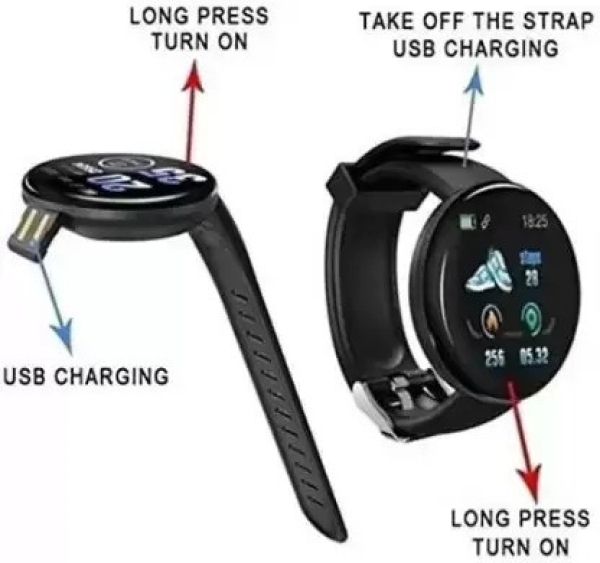 LONG PRESS
TURN ON
TAKE OFF THE STRAP
USB CHARGING
USB CHARGING
18:25
steps
28
256 05.32
LONG PRESS
TURN ON